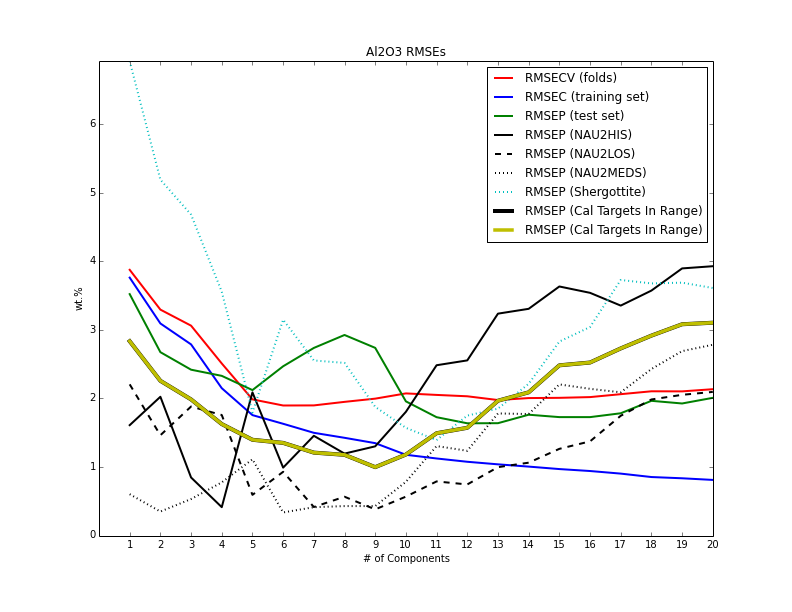 Al2O3 RMSEs
RMSECV (folds)
RMSEC (training set)
RMSEP (test set)
RMSEP (NAU2HIS)
RMSEP (NAU2LOS)
RMSEP (NAU2MEDS)
RMSEP (Shergottite)
RMSEP (Cal Targets In Range)
RMSEP (Cal Targets In Range)
6
5
4
3
2
1
0
wt.%
1 2 3 4 5 6 7 8 9 10 11 12 13 14 15 16 17 18 19 20
# of Components